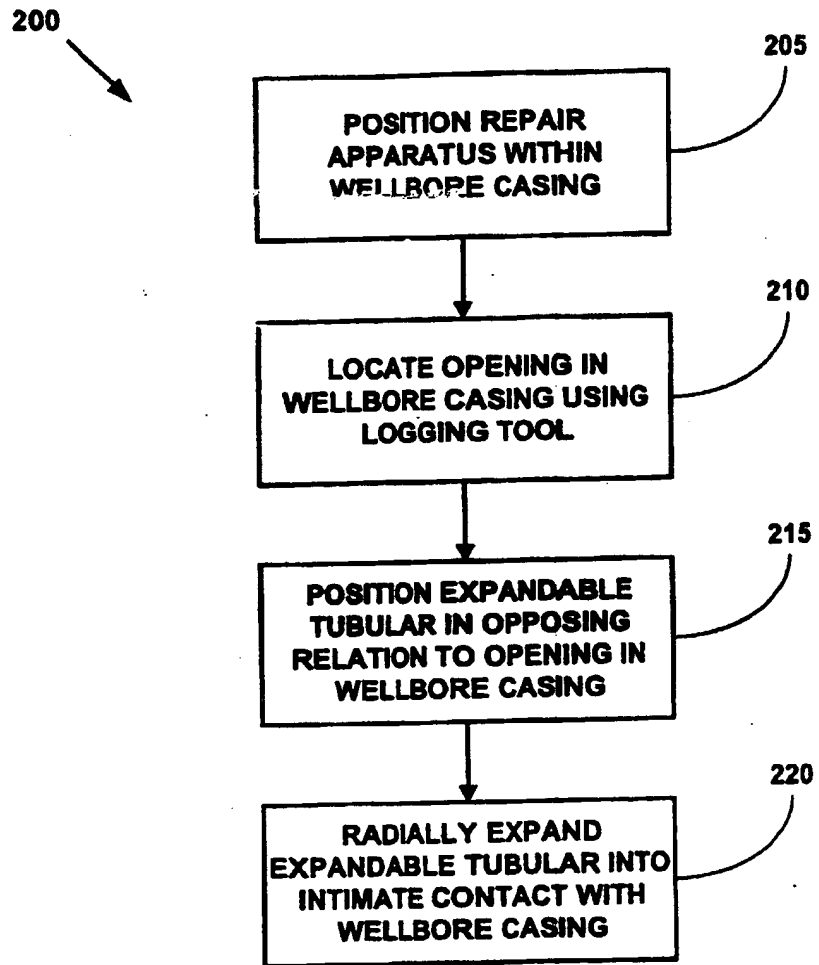 200
205
POSITION REPAIR
APPARATUS WITHIN
WELLBORE CASING
210
LOCATE OPENING IN
WELLBORE CASING USING
LOGGING TOOL
215
POSITION EXPANDABLE
TUBULAR IN OPPOSING
RELATION TO OPENING IN
WELLBORE CASING
220
RADIALLY EXPAND
EXPANDABLE TUBULAR INTO
INTIMATE CONTACT WITH
WELLBORE CASING